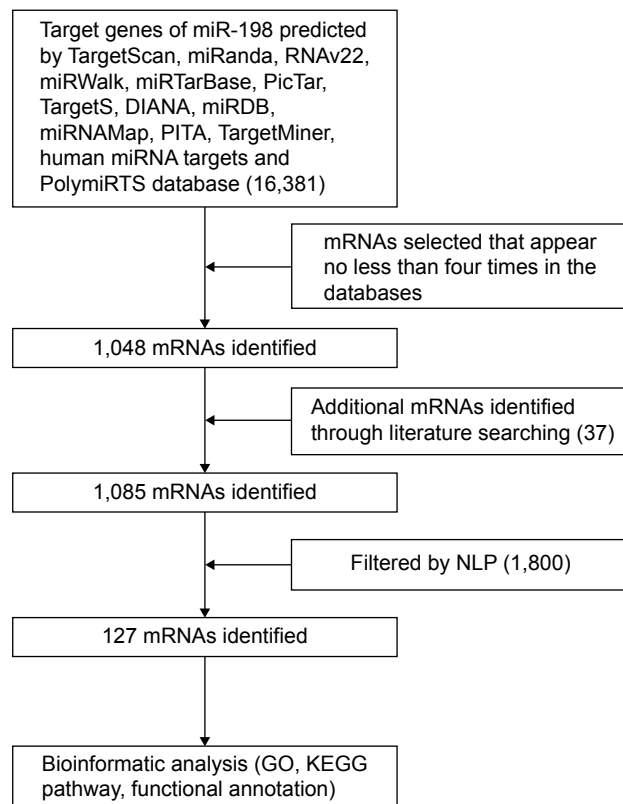 Target genes of miR-198 predicted
by TargetScan, miRanda, RNAv22,
miRWalk, miRTarBase, PicTar,
TargetS, DIANA, miRDB,
miRNAMap, PITA, TargetMiner,
human miRNA targets and
PolymiRTS database (16,381)
mRNAs selected that appear
no less than four times in the
databases
1,048 mRNAs identified
Additional mRNAs identified
through literature searching (37)
1,085 mRNAs identified
Filtered by NLP (1,800)
127 mRNAs identified
Bioinformatic analysis (GO, KEGG
pathway, functional annotation)